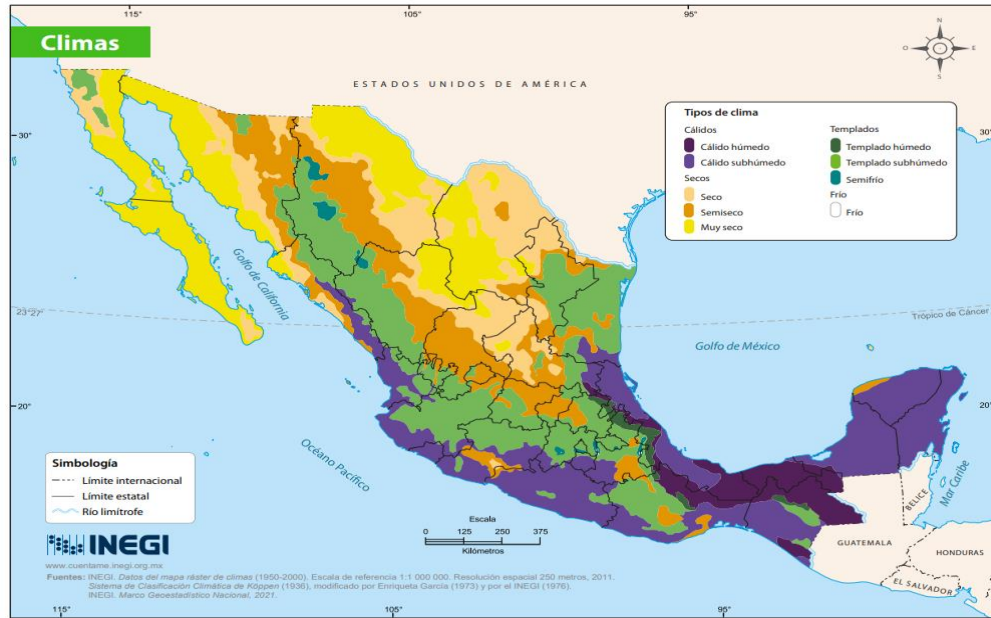 115°
105°
95°
Climas
N
O
E
S
ESTADOS UNIDOS DE AMÉRICA
Tipos de clima
Cálidos
Cálido húmedo
Cálido subhúmedo
Secos
Seco
Semiseco
Muy seco
Templados
Templado húmedo
Templado subhúmedo
Semifrío
Frío
Frío
30°
30°
Golfo de California
23°27'
Trópico de Cáncer
Golfo de México
20°
20°
Océano Pacífico
Mar Caribe
BELICE
GUATEMALA
HONDURAS
EL SALVADOR
Simbología
Límite internacional
Límite estatal
Río limítrofe
Escala
0 125 250 375
Kilómetros
INEGI
www.cuentame.inegi.org.mx
Fuentes: INEGI. Datos del mapa ráster de climas (1950-2000). Escala de referencia 1:1 000 000. Resolución espacial 250 metros, 2011.
Sistema de Clasificación Climática de Köppen (1936), modificado por Enriqueta García (1973) y por el INEGI (1976).
INEGI. Marco Geoestadístico Nacional, 2021.
115°
105°
95°